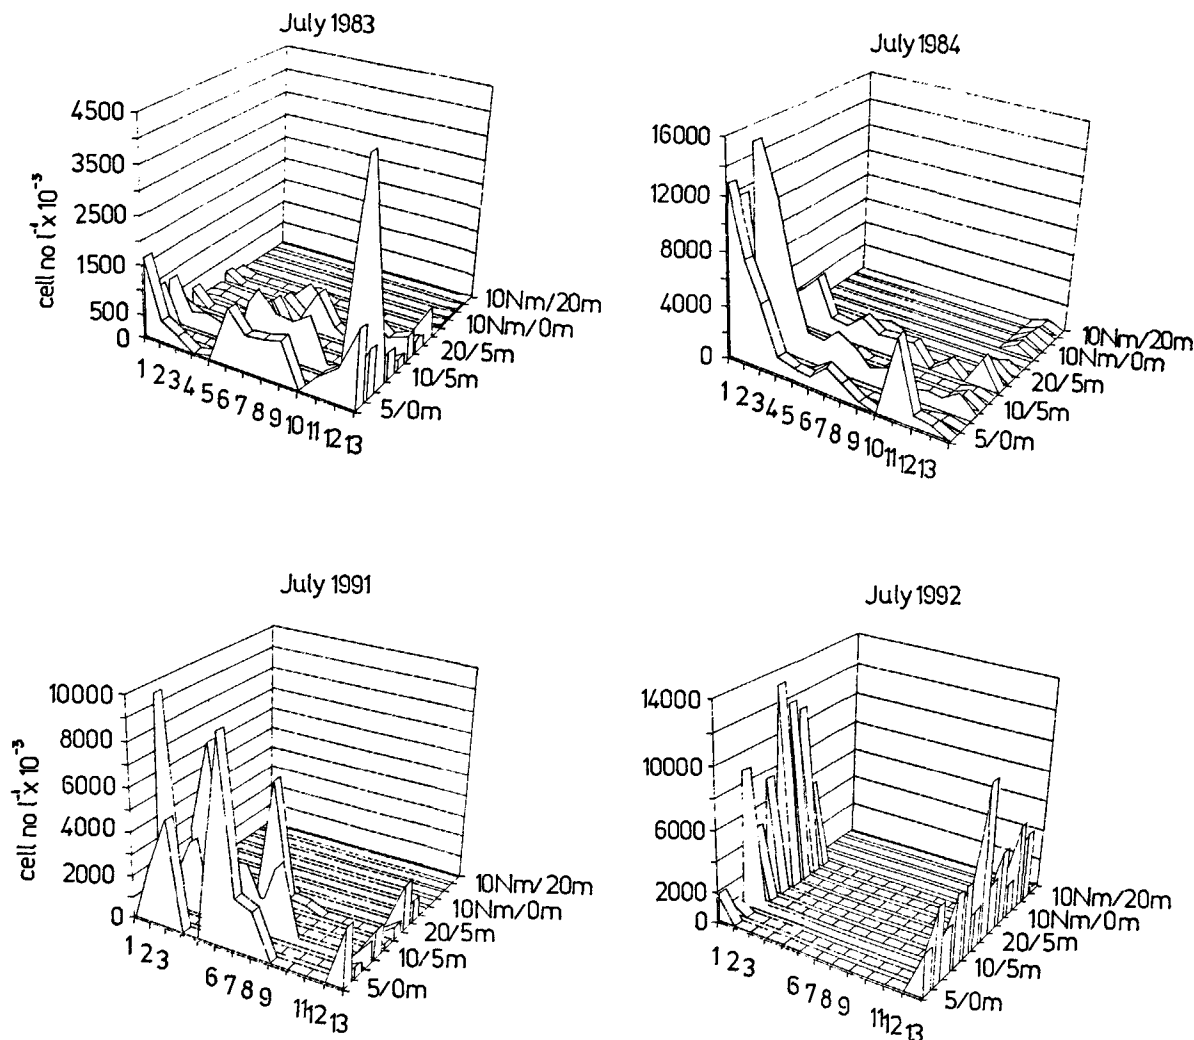 July 1983
4500
3500
2500
1500
500
0
cell no l⁻¹x 10⁻³
1 2 3 4 5 6 7 8 9 10 11 12 13
5/0m
10/5m
20/5m
10Nm/0m
10Nm/20m
July 1984
16000
12000
8000
4000
0
1 2 3 4 5 6 7 8 9 10 11 12 13
5/0m
10/5m
20/5m
10Nm/0m
10Nm/20m
July 1991
10000
8000
6000
4000
2000
0
cell no l⁻¹x 10⁻³
1 2 3 6 7 8 9 11 12 13
5/0m
10/5m
20/5m
10Nm/0m
10Nm/20m
July 1992
14000
10000
6000
2000
0
1 2 3 6 7 8 9 11 12 13
5/0m
10/5m
20/5m
10Nm/0m
10Nm/20m